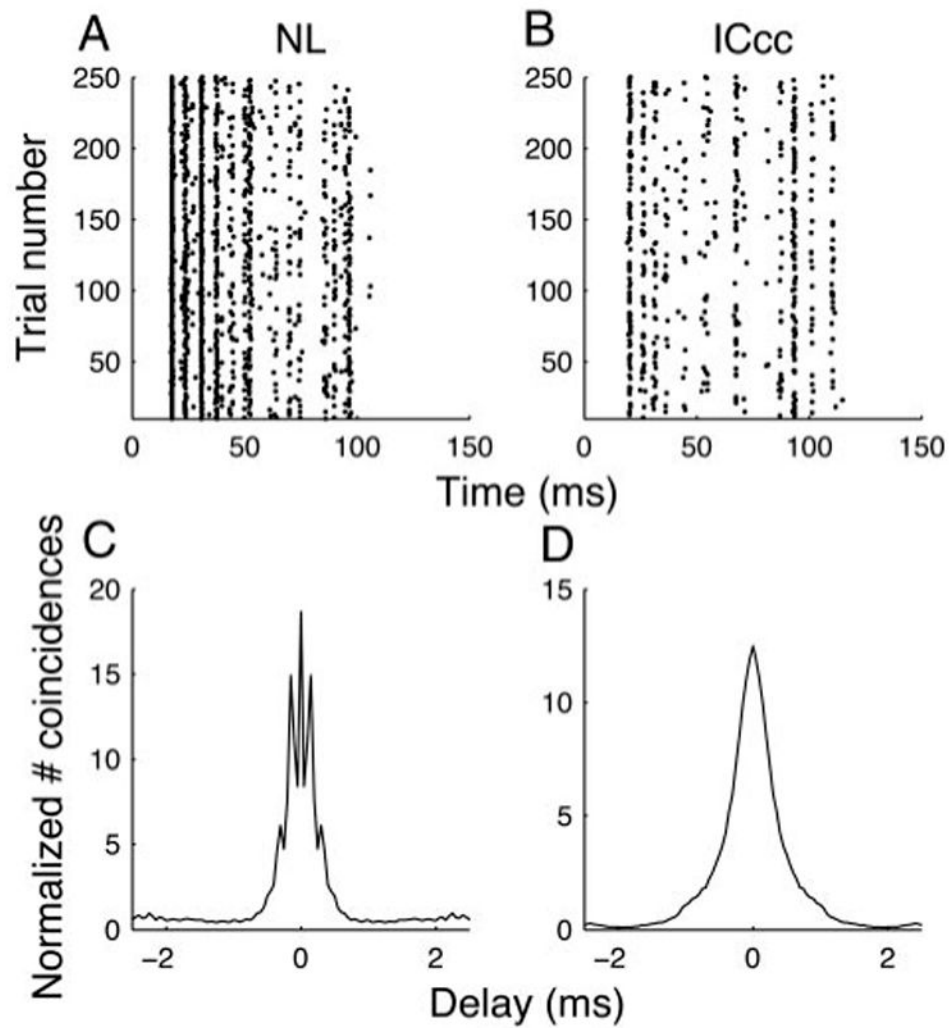 A NL B ICcc
250 250
200 200
150 150
100 100
50 50
Trial number
0 50 100 150 0 50 100 150
Time (ms)
C D
20 15
15
10
10
5
5
0 0
Normalized # coincidences
−2 0 2 −2 0 2
Delay (ms)